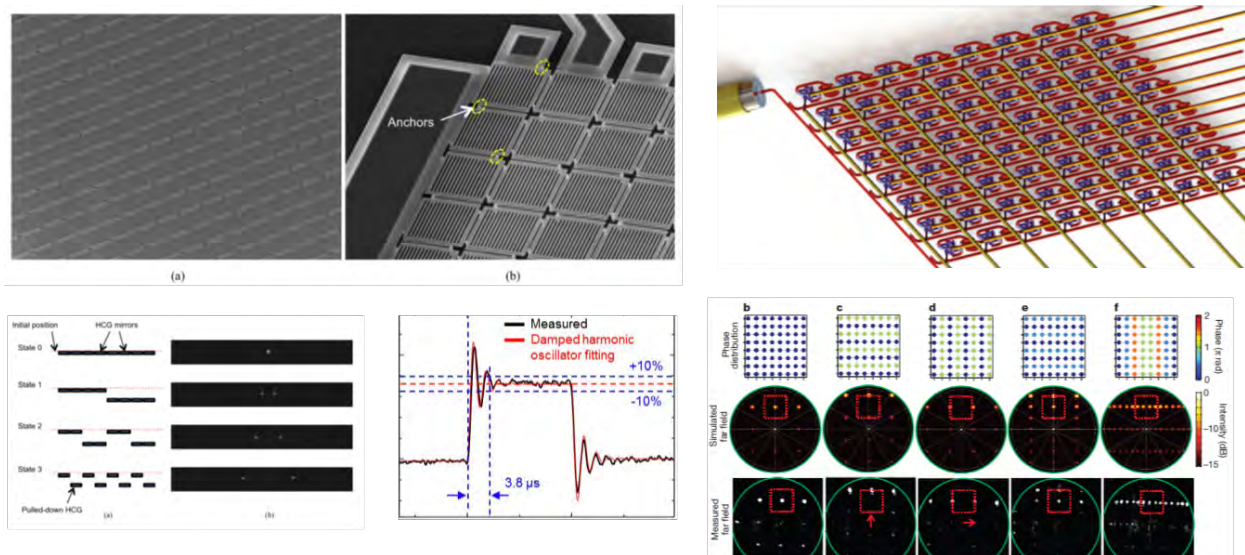 Anchors
(a)
(b)
Initial position
HCG mirrors
State 0
State 1
State 2
State 3
Pulled-down HCG
(a)
(b)
Measured
Damped harmonic
oscillator fitting
+10%
-10%
3.8 μs
b
c
d
e
f
Phase
distribution
2
1
0
Phase (π rad)
Simulated
far field
0
−5
−10
−15
Intensity
(dB)
Measured
far field